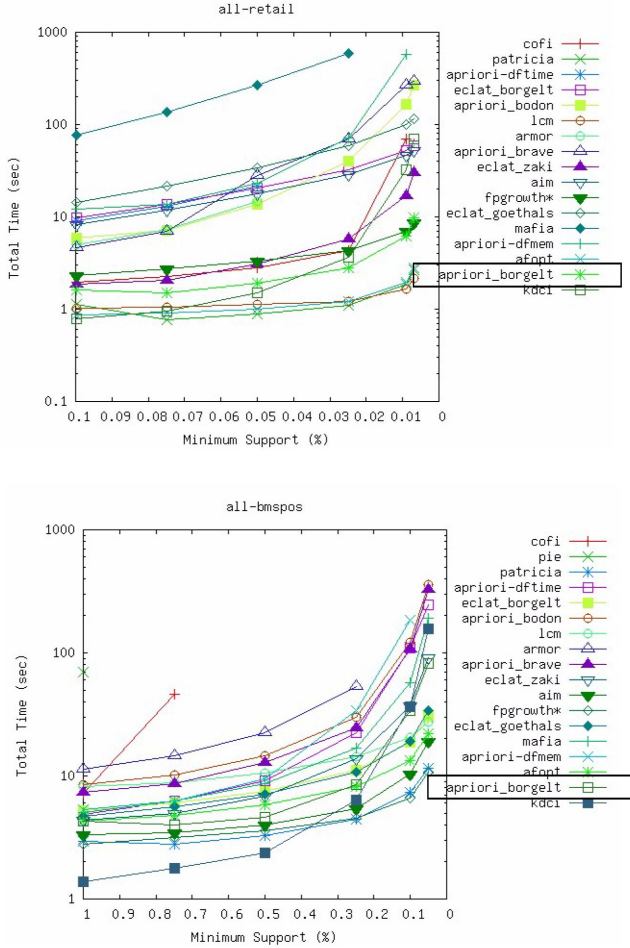 all-retail
1000
100
10
1
0.1
0.1 0.09 0.08 0.07 0.06 0.05 0.04 0.03 0.02 0.01 0
Total Time (sec)
Minimum Support (%)
cofi
patricia
apriori-dftime
eclat_borgelt
apriori_bodon
lcm
armor
apriori_brave
eclat_zaki
aim
fpgrowth*
eclat_goethals
mafia
apriori-dfmem
afopt
apriori_borgelt
kdci
all-bmspos
1000
100
10
1
1 0.9 0.8 0.7 0.6 0.5 0.4 0.3 0.2 0.1 0
Total Time (sec)
Minimum Support (%)
cofi
pie
patricia
apriori-dftime
eclat_borgelt
apriori_bodon
lcm
armor
apriori_brave
eclat_zaki
aim
fpgrowth*
eclat_goethals
mafia
apriori-dfmem
afopt
apriori_borgelt
kdci